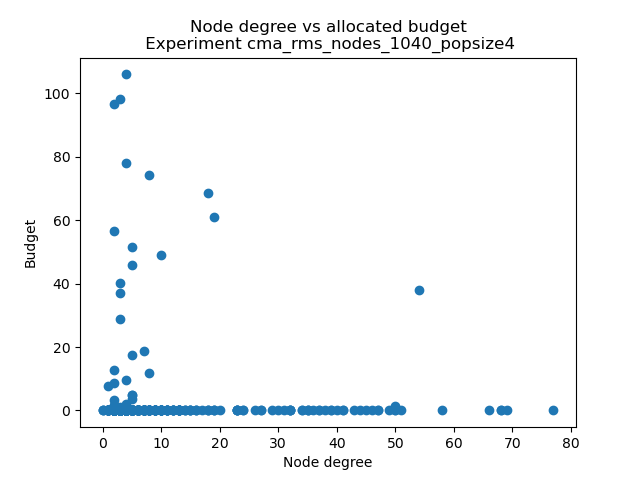 Node degree vs allocated budget
Experiment cma_rms_nodes_1040_popsize4
100
80
60
40
20
0
Budget
0 10 20 30 40 50 60 70 80
Node degree